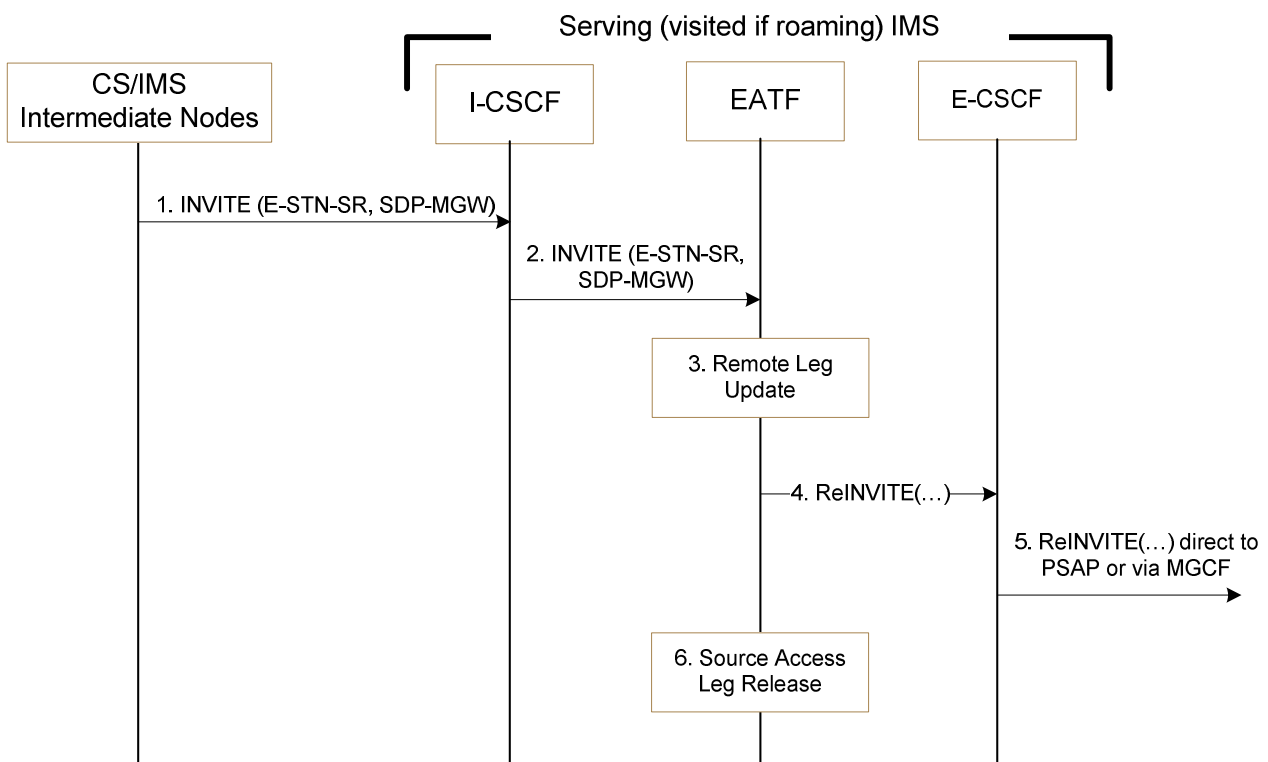 Serving (visited if roaming) IMS
CS/IMS
Intermediate Nodes
I-CSCF
EATF
E-CSCF
1. INVITE (E-STN-SR, SDP-MGW)
2. INVITE (E-STN-SR,
SDP-MGW)
3. Remote Leg
Update
4. ReINVITE(…)
5. ReINVITE(…) direct to
PSAP or via MGCF
6. Source Access
Leg Release